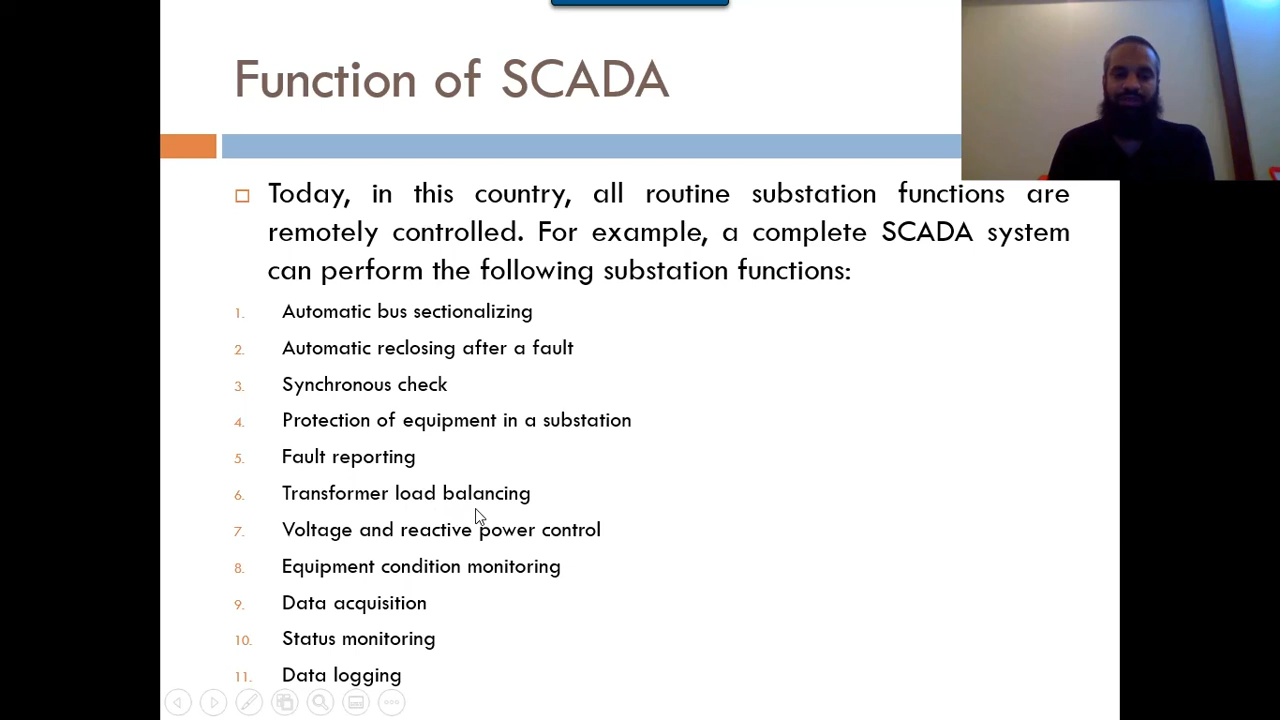 Function of SCADA
Today, in this country, all routine substation functions are
remotely controlled. For example, a complete SCADA system
can perform the following substation functions:
1. Automatic bus sectionalizing
2. Automatic reclosing after a fault
3. Synchronous check
4. Protection of equipment in a substation
5. Fault reporting
6. Transformer load balancing
7. Voltage and reactive power control
8. Equipment condition monitoring
9. Data acquisition
10. Status monitoring
11. Data logging